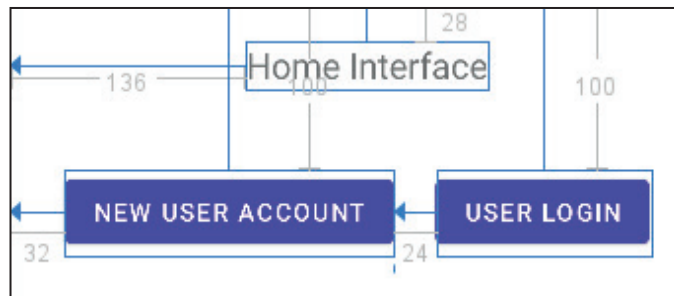 28
Home Interface
136
100
100
NEW USER ACCOUNT
USER LOGIN
32
24